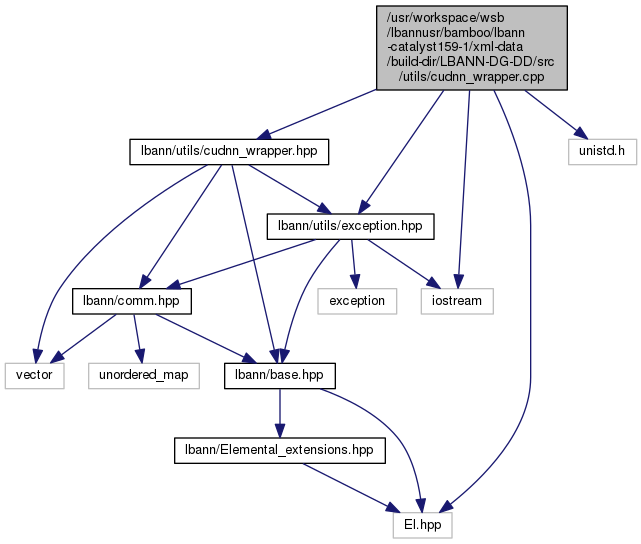 /usr/workspace/wsb
/lbannusr/bamboo/lbann
-catalyst159-1/xml-data
/build-dir/LBANN-DG-DD/src
/utils/cudnn_wrapper.cpp
lbann/utils/cudnn_wrapper.hpp
unistd.h
lbann/utils/exception.hpp
lbann/comm.hpp
exception
iostream
vector
unordered_map
lbann/base.hpp
lbann/Elemental_extensions.hpp
El.hpp